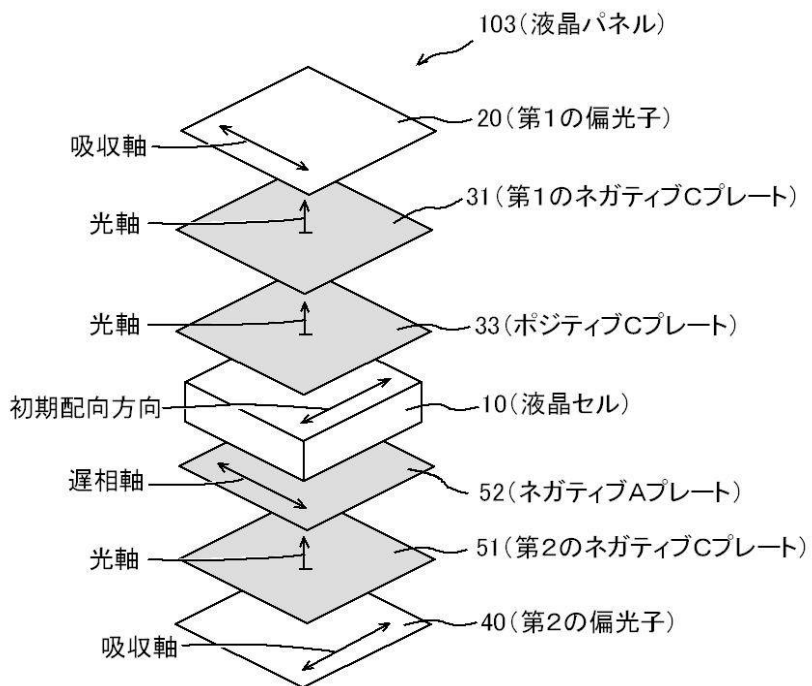 103(液晶パネル)
20(第1の偏光子)
吸収軸
31(第1のネガティブCプレート)
光軸
光軸
33(ポジティブCプレート)
初期配向方向
10(液晶セル)
遅相軸
52(ネガティブAプレート)
光軸
51(第2のネガティブCプレート)
40(第2の偏光子)
吸収軸